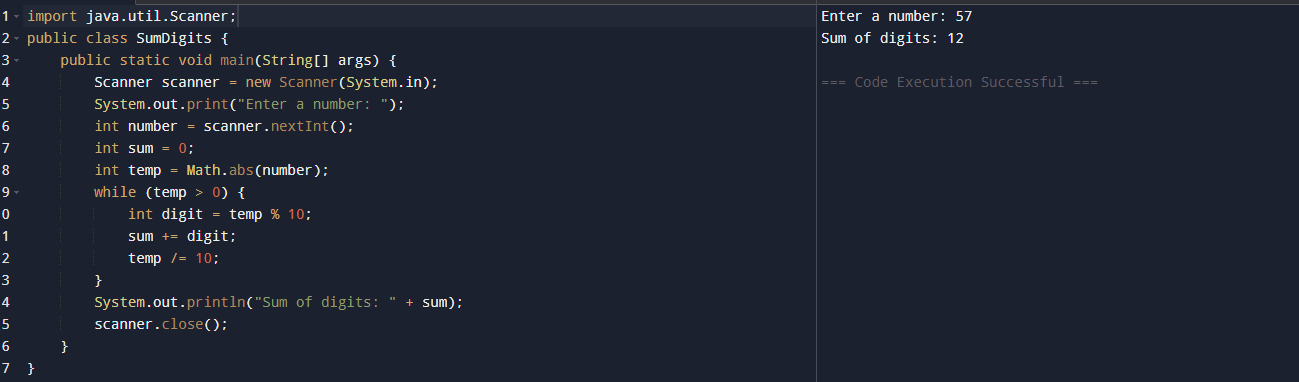 1 import java.util.Scanner;
2 public class SumDigits {
3     public static void main(String[] args) {
4         Scanner scanner = new Scanner(System.in);
5         System.out.print("Enter a number: ");
6         int number = scanner.nextInt();
7         int sum = 0;
8         int temp = Math.abs(number);
9         while (temp > 0) {
0             int digit = temp % 10;
1             sum += digit;
2             temp /= 10;
3         }
4         System.out.println("Sum of digits: " + sum);
5         scanner.close();
6     }
7 }
Enter a number: 57
Sum of digits: 12
=== Code Execution Successful ===